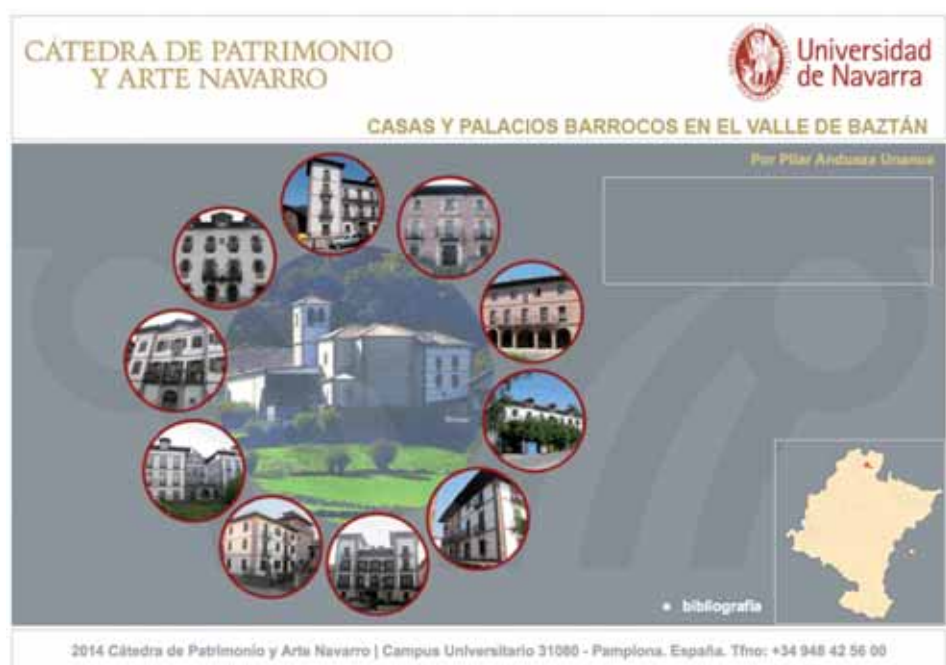 CÁTEDRA DE PATRIMONIO
Y ARTE NAVARRO
Universidad
de Navarra
CASAS Y PALACIOS BARROCOS EN EL VALLE DE BAZTÁN
Por Pilar Andueza Unanua
bibliografía
2014 Cátedra de Patrimonio y Arte Navarro | Campus Universitario 31080 - Pamplona. España. Tfno: +34 948 42 56 00